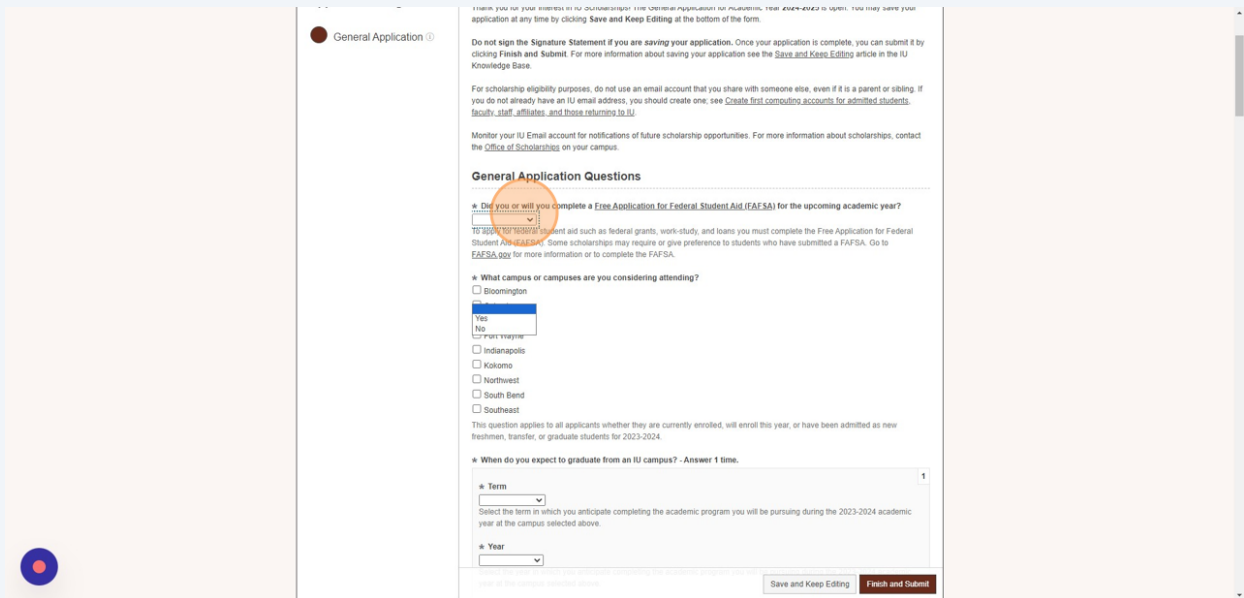 General Application
Thank you for your interest in IU Scholarships! The General Application for Academic Year 2024-2025 is open. You may save your
application at any time by clicking Save and Keep Editing at the bottom of the form.
Do not sign the Signature Statement if you are saving your application. Once your application is complete, you can submit it by
clicking Finish and Submit. For more information about saving your application see the Save and Keep Editing article in the IU
Knowledge Base.
For scholarship eligibility purposes, do not use an email account that you share with someone else, even if it is a parent or sibling. If
you do not already have an IU email address, you should create one; see Create first computing accounts for admitted students,
faculty, staff, affiliates, and those returning to IU.
Monitor your IU Email account for notifications of future scholarship opportunities. For more information about scholarships, contact
the Office of Scholarships on your campus.
General Application Questions
★ Did you or will you complete a Free Application for Federal Student Aid (FAFSA) for the upcoming academic year?
To apply for federal student aid such as federal grants, work-study, and loans you must complete the Free Application for Federal
Student Aid (FAFSA). Some scholarships may require or give preference to students who have submitted a FAFSA. Go to
FAFSA.gov for more information or to complete the FAFSA.
★ What campus or campuses are you considering attending?
Bloomington
Yes
No
Fort Wayne
Indianapolis
Kokomo
Northwest
South Bend
Southeast
This question applies to all applicants whether they are currently enrolled, will enroll this year, or have been admitted as new
freshmen, transfer, or graduate students for 2023-2024.
★ When do you expect to graduate from an IU campus? - Answer 1 time.
1
★ Term
Select the term in which you anticipate completing the academic program you will be pursuing during the 2023-2024 academic
year at the campus selected above.
★ Year
year at the campus selected above.
Save and Keep Editing
Finish and Submit